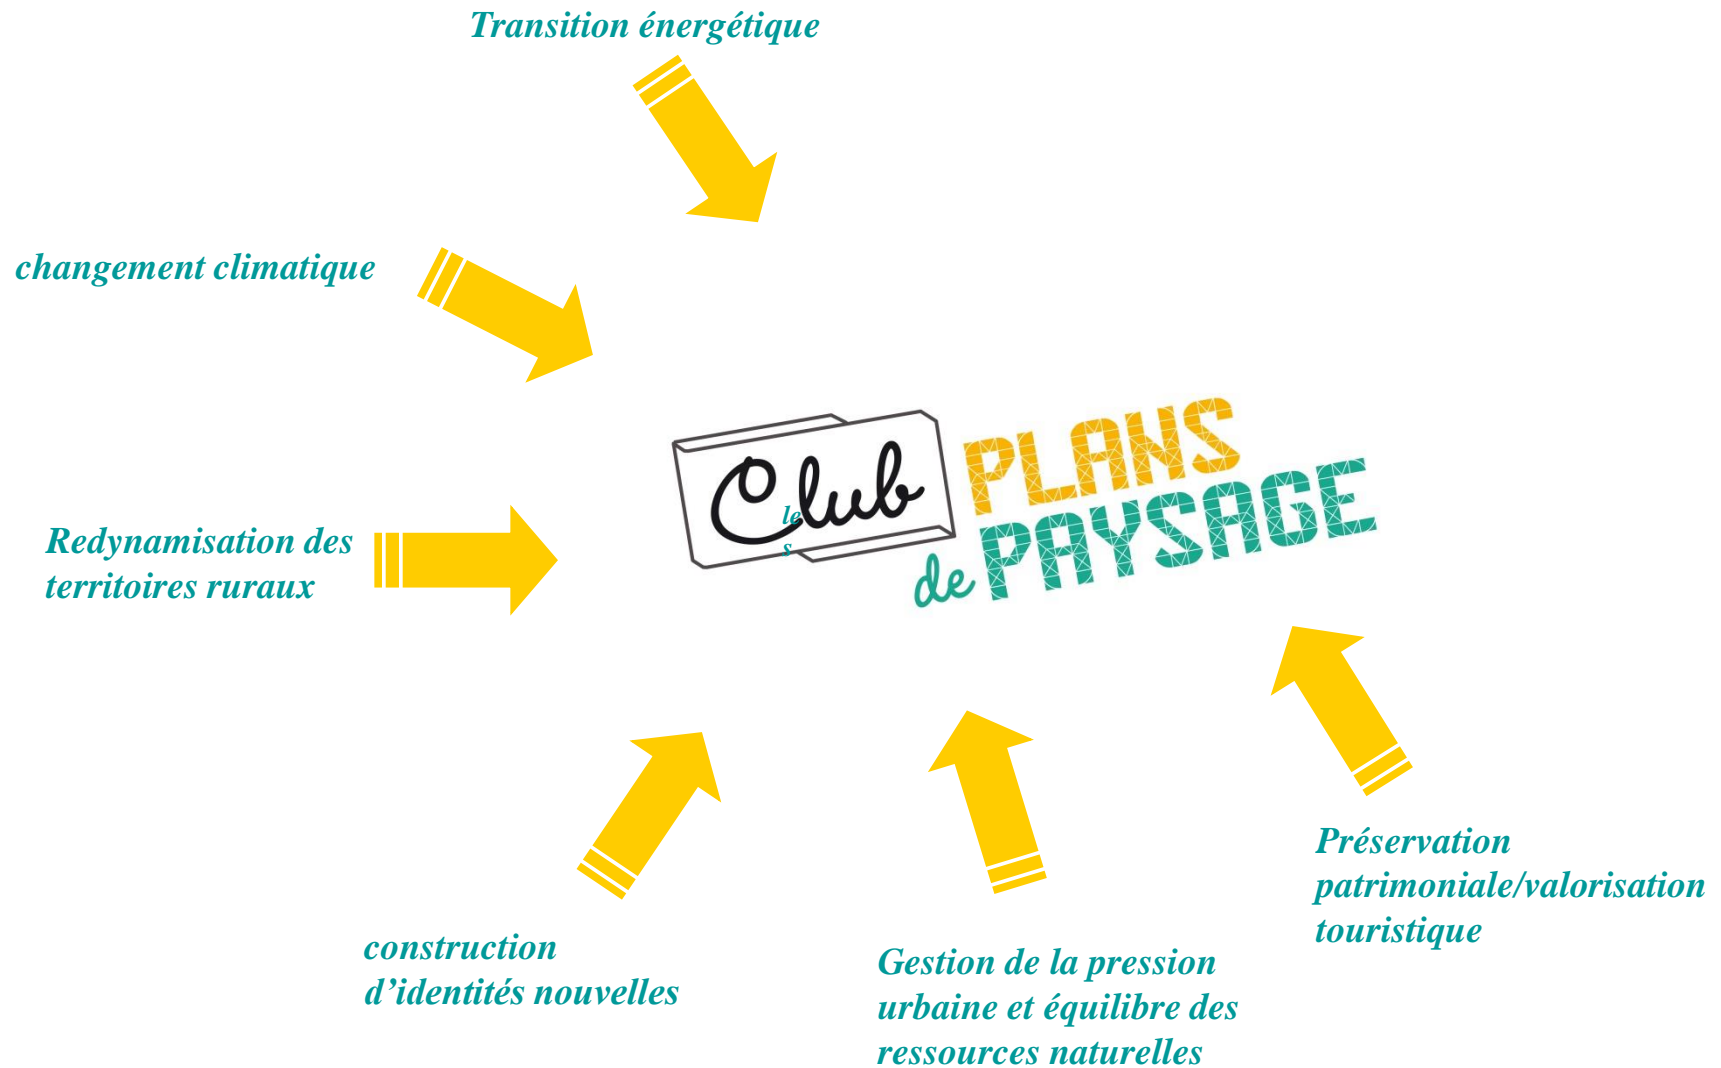 Transition énergétique
changement climatique
Club
PLANS
de PAYSAGE
le
s
Redynamisation des
territoires ruraux
Préservation
patrimoniale/valorisation
touristique
construction
d’identités nouvelles
Gestion de la pression
urbaine et équilibre des
ressources naturelles